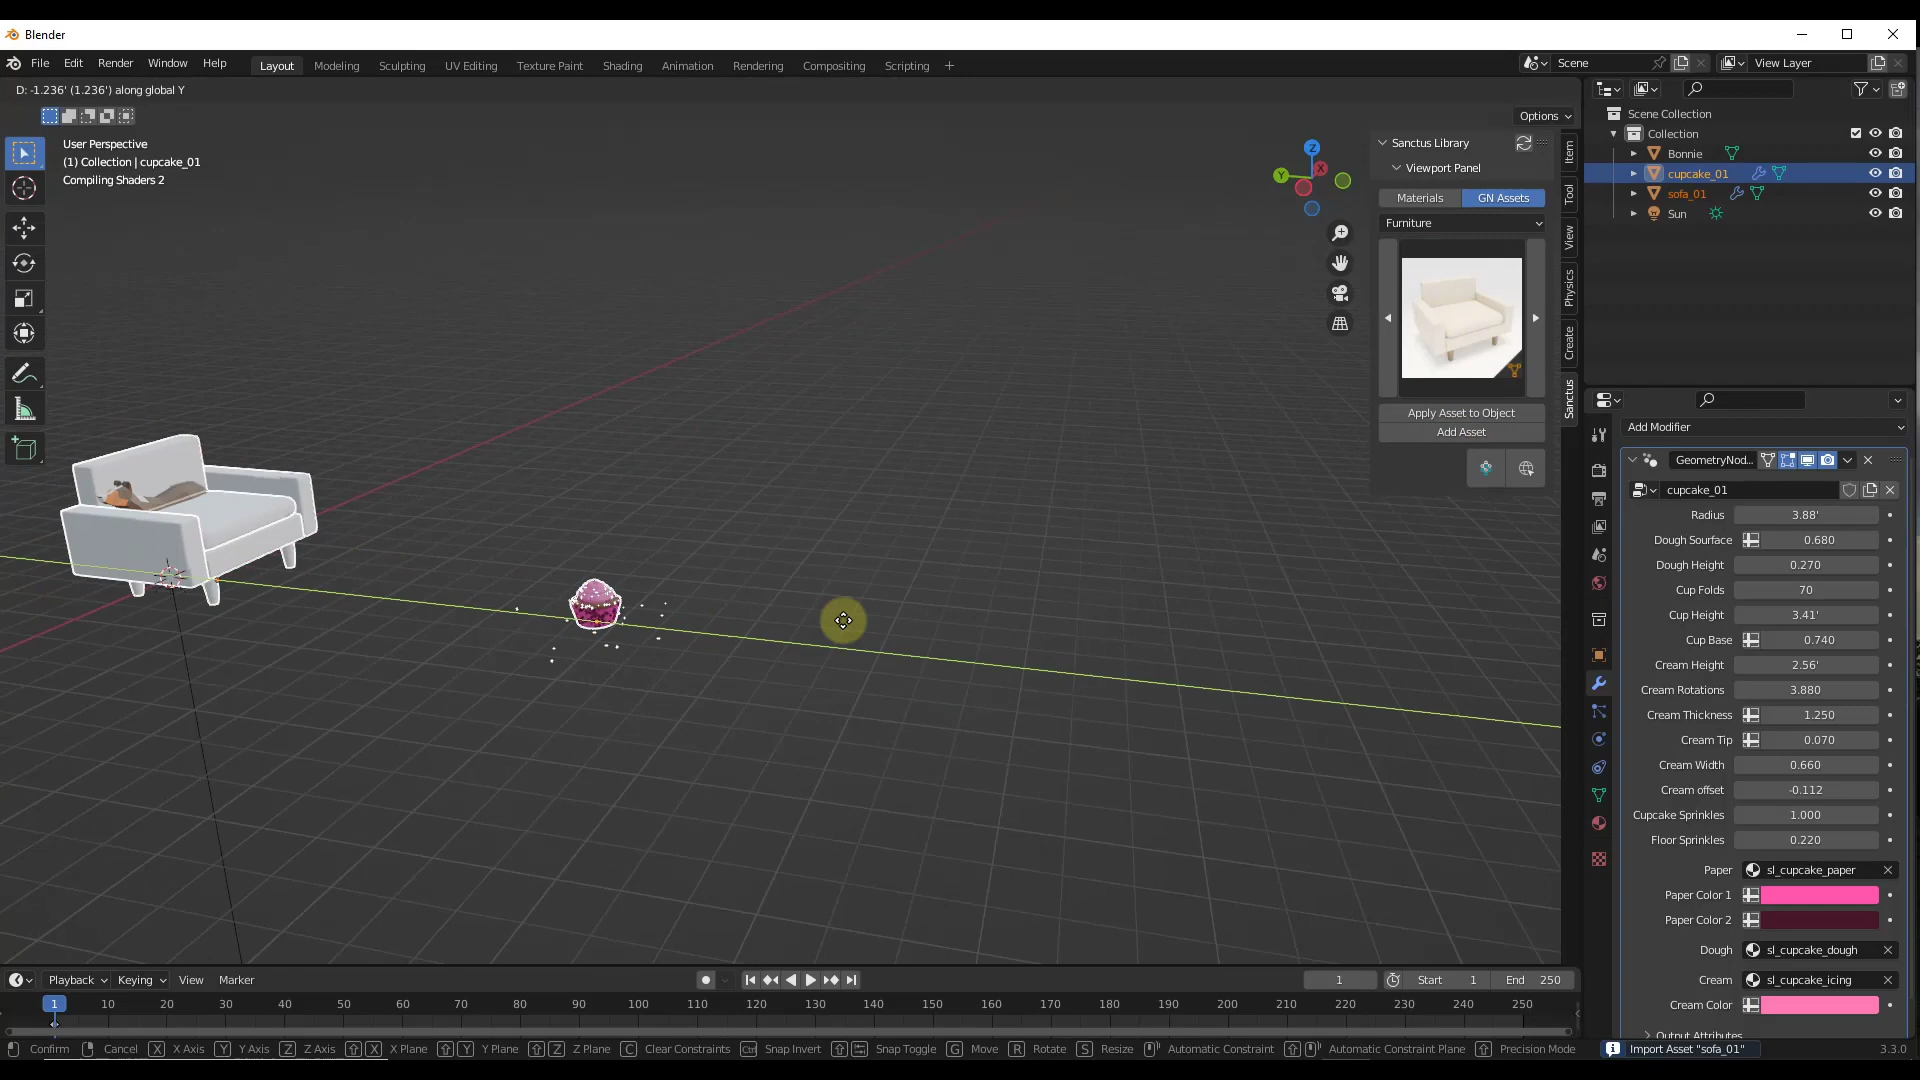 Blender
File Edit Render Window Help
Layout Modeling Sculpting UV Editing Texture Paint Shading Animation Rendering Compositing Scripting +
Scene
View Layer
D: -1.236' (1.236') along global Y
Options
User Perspective
(1) Collection | cupcake_01
Compiling Shaders 2
Z
Y
X
Sanctus Library
Viewport Panel
Materials GN Assets
Furniture
Apply Asset to Object
Add Asset
Item
Tool
View
Physics
Create
Sanctus
Scene Collection
Collection
Bonnie
cupcake_01
sofa_01
Sun
Add Modifier
GeometryNod...
cupcake_01
Radius 3.88'
Dough Sourface 0.680
Dough Height 0.270
Cup Folds 70
Cup Height 3.41'
Cup Base 0.740
Cream Height 2.56'
Cream Rotations 3.880
Cream Thickness 1.250
Cream Tip 0.070
Cream Width 0.660
Cream offset -0.112
Cupcake Sprinkles 1.000
Floor Sprinkles 0.220
Paper sl_cupcake_paper
Paper Color 1
Paper Color 2
Dough sl_cupcake_dough
Cream sl_cupcake_icing
Cream Color
Output Attributes
Playback Keying View Marker
1 Start 1 End 250
1 10 20 30 40 50 60 70 80 90 100 110 120 130 140 150 160 170 180 190 200 210 220 230 240 250
Confirm Cancel X X Axis Y Y Axis Z Z Axis X X Plane Y Y Plane Z Z Plane C Clear Constraints Ctrl Snap Invert Snap Toggle G Move R Rotate S Resize Automatic Constraint Automatic Constraint Plane Precision Mode Import Asset "sofa_01" 3.3.0